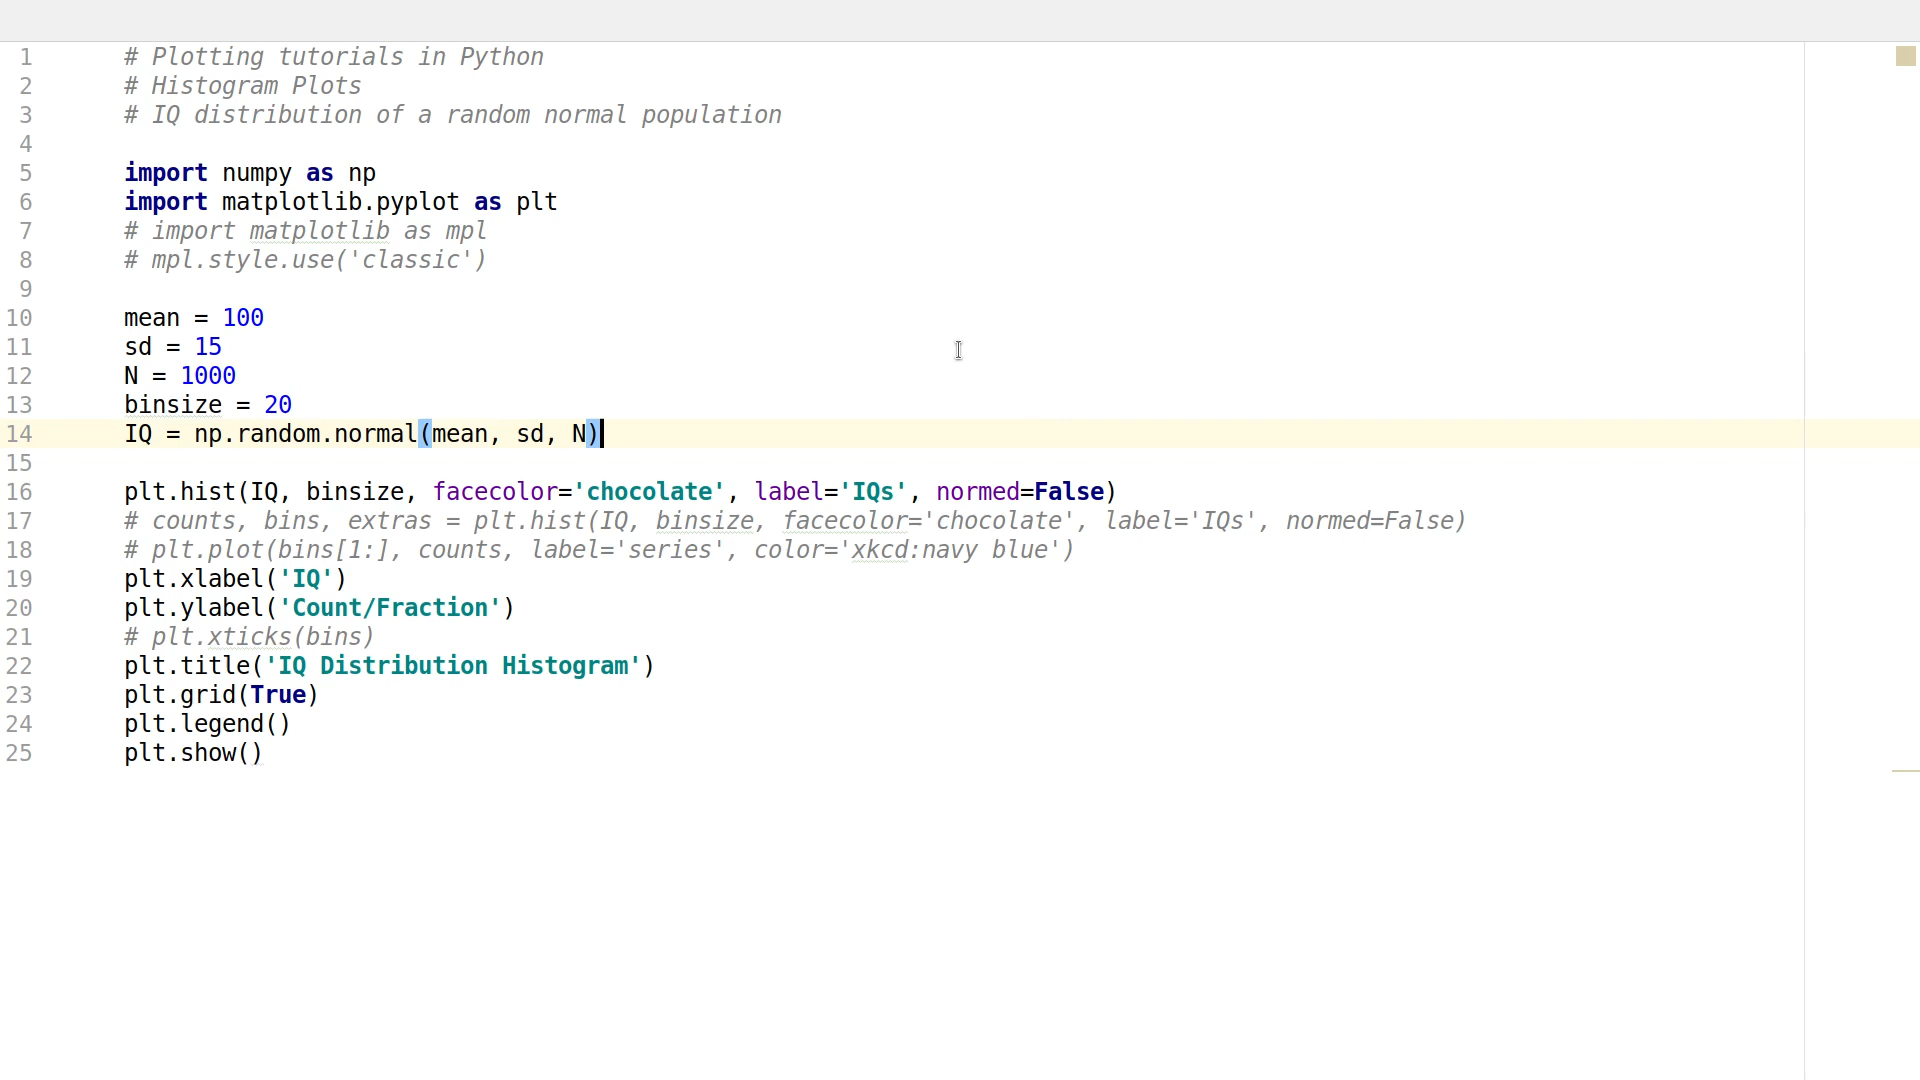 1 # Plotting tutorials in Python
2 # Histogram Plots
3 # IQ distribution of a random normal population
4
5 import numpy as np
6 import matplotlib.pyplot as plt
7 # import matplotlib as mpl
8 # mpl.style.use('classic')
9
10 mean = 100
11 sd = 15
12 N = 1000
13 binsize = 20
14 IQ = np.random.normal(mean, sd, N)
15
16 plt.hist(IQ, binsize, facecolor='chocolate', label='IQs', normed=False)
17 # counts, bins, extras = plt.hist(IQ, binsize, facecolor='chocolate', label='IQs', normed=False)
18 # plt.plot(bins[1:], counts, label='series', color='xkcd:navy blue')
19 plt.xlabel('IQ')
20 plt.ylabel('Count/Fraction')
21 # plt.xticks(bins)
22 plt.title('IQ Distribution Histogram')
23 plt.grid(True)
24 plt.legend()
25 plt.show()